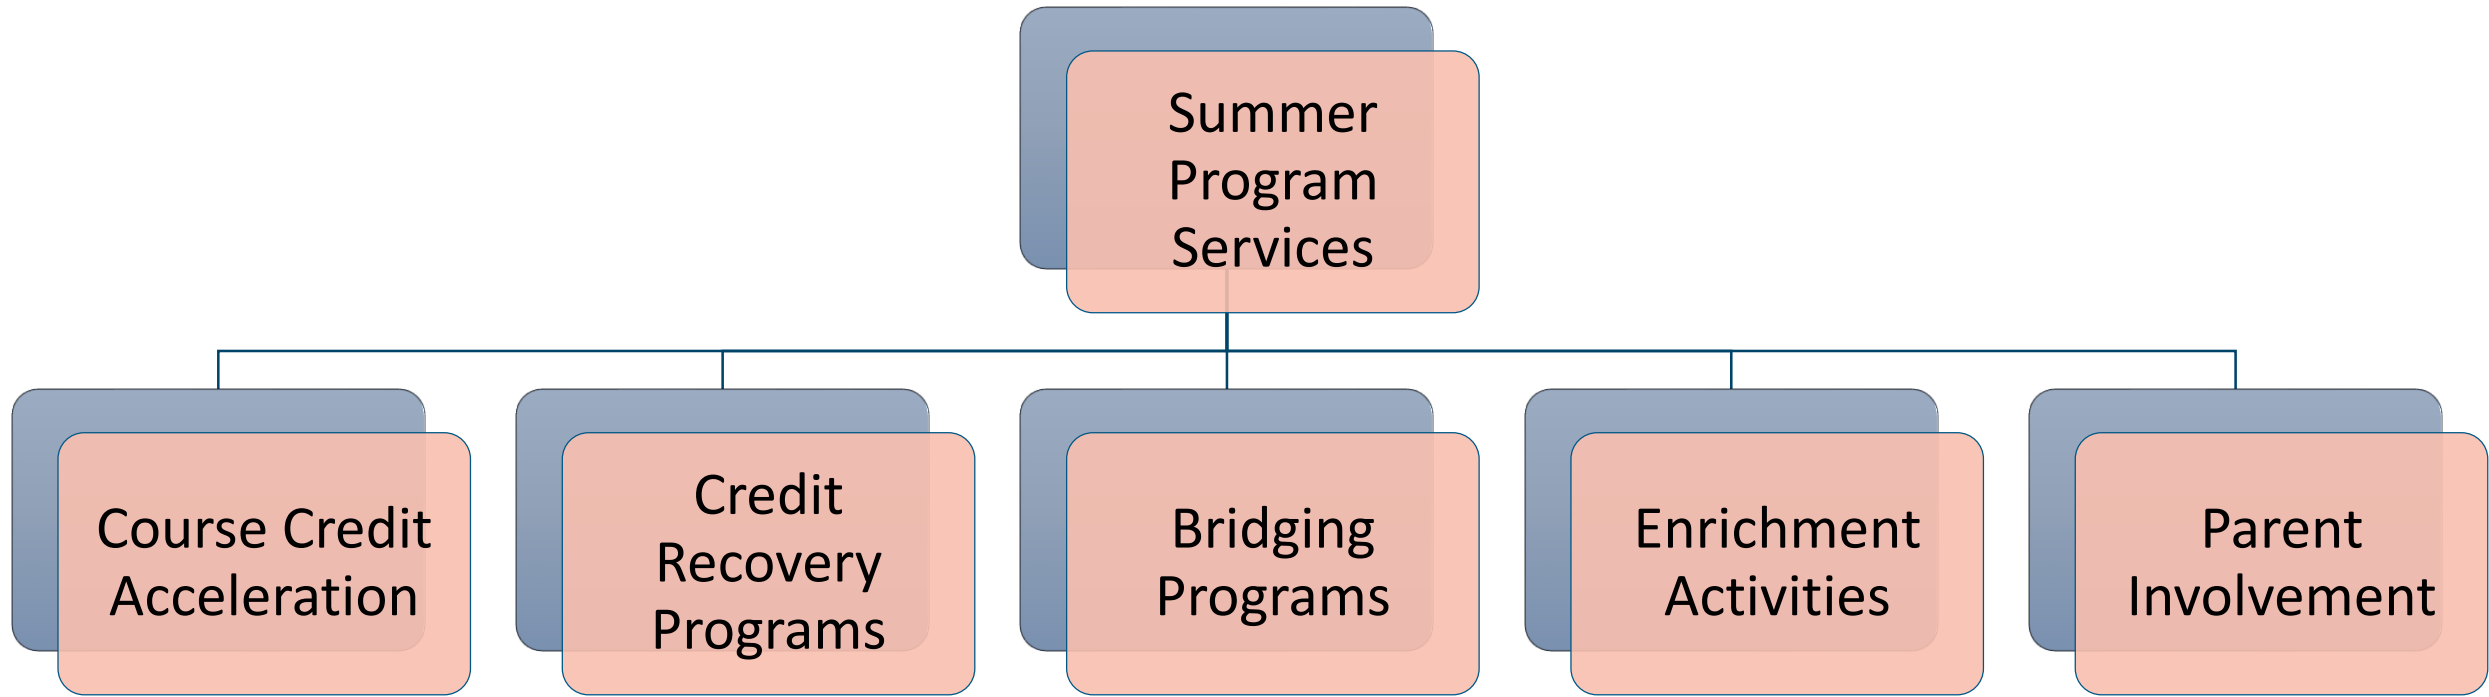 Summer
Program
Services
Course Credit
Acceleration
Credit
Recovery
Programs
Bridging
Programs
Enrichment
Activities
Parent
Involvement